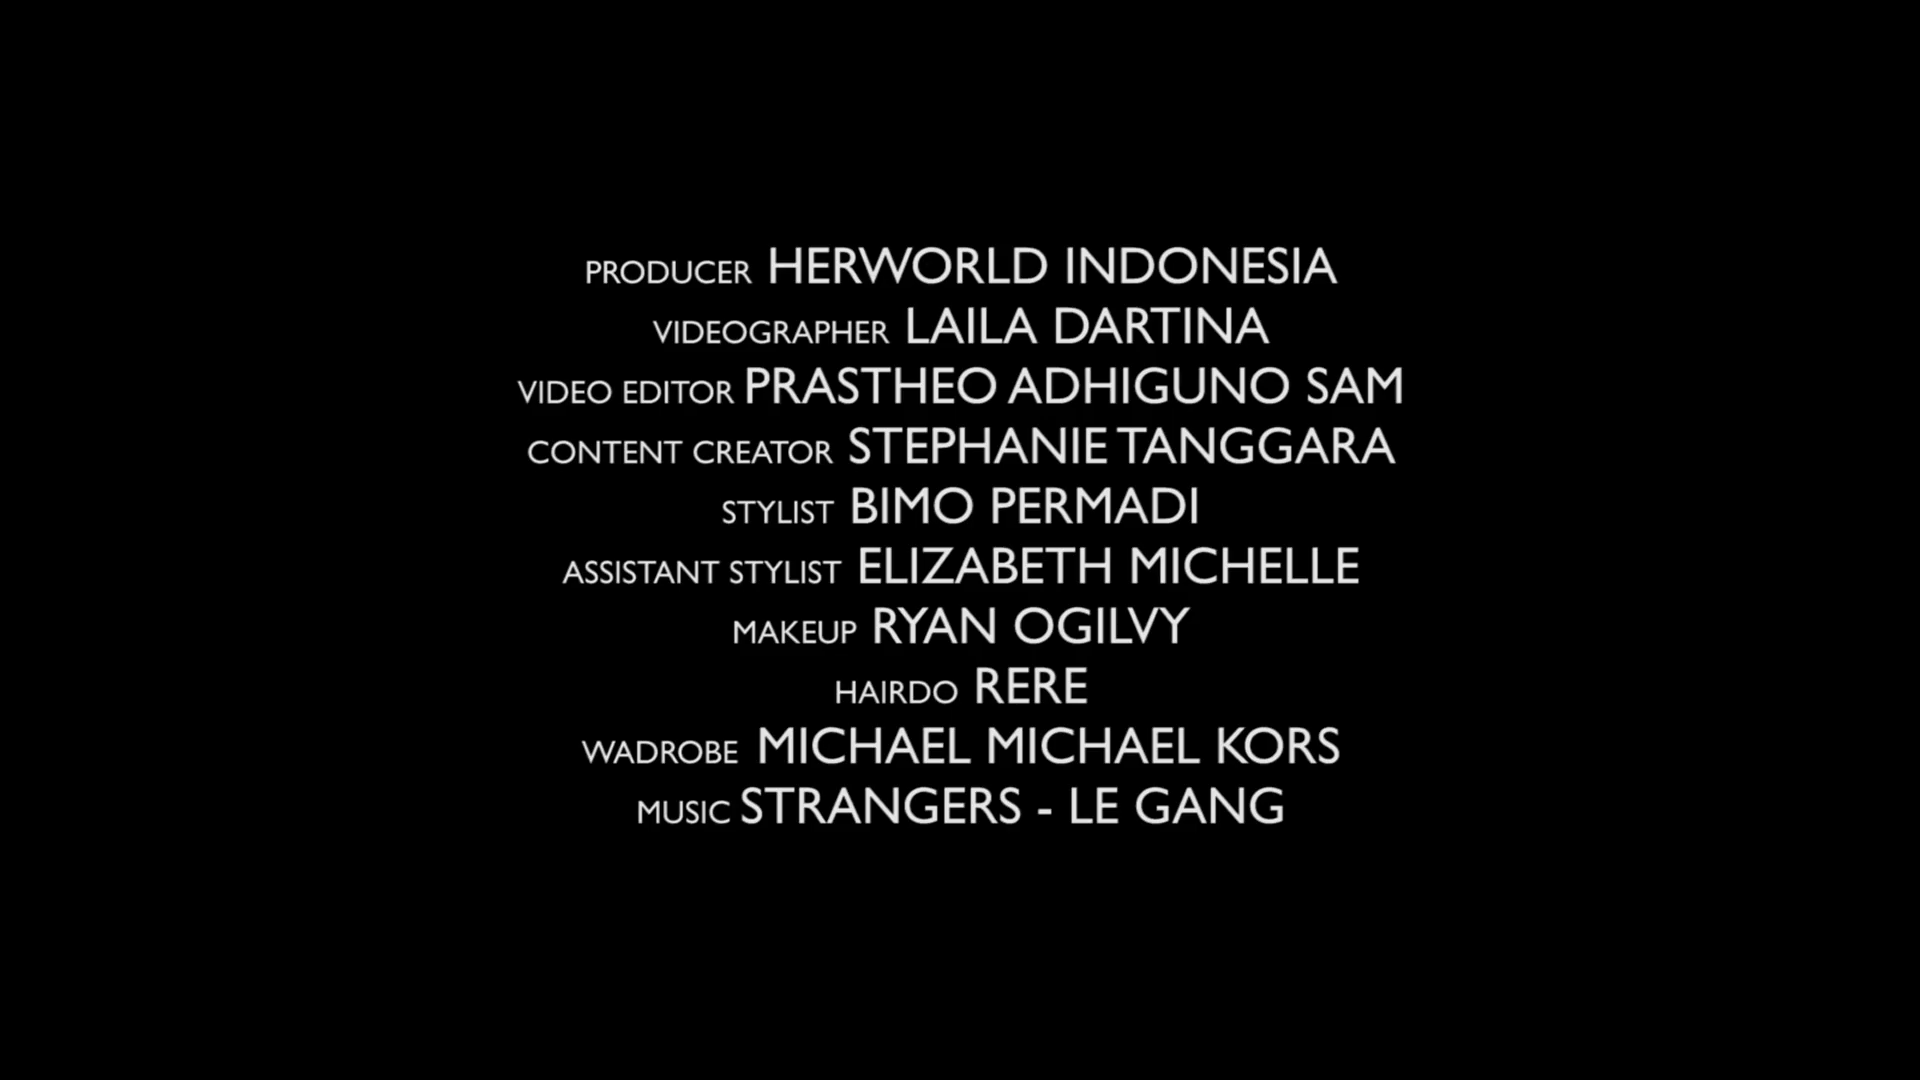 PRODUCER HERWORLD INDONESIA
VIDEOGRAPHER LAILA DARTINA
VIDEO EDITOR PRASTHEO ADHIGUNO SAM
CONTENT CREATOR STEPHANIE TANGGARA
STYLIST BIMO PERMADI
ASSISTANT STYLIST ELIZABETH MICHELLE
MAKEUP RYAN OGILVY
HAIRDO RERE
WADROBE MICHAEL MICHAEL KORS
MUSIC STRANGERS - LE GANG